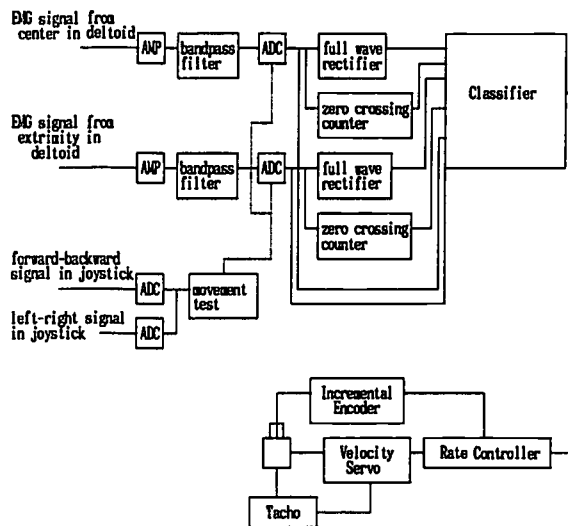 EMG signal from
center in deltoid
AMP
bandpass
filter
ADC
full wave
rectifier
zero crossing
counter
Classifier
EMG signal from
extrimity in
deltoid
AMP
bandpass
filter
ADC
full wave
rectifier
zero crossing
counter
forward-backward
signal in joystick
ADC
movement
test
left-right signal
in joystick
ADC
Incremental
Encoder
Velocity
Servo
Rate Controller
Tacho